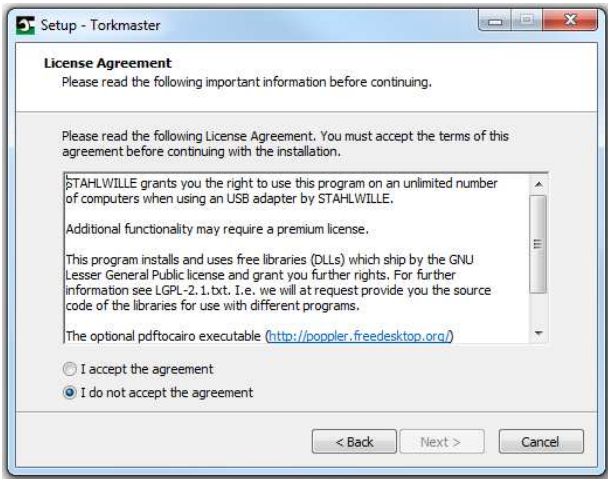 Setup - Torkmaster
License Agreement
Please read the following important information before continuing.
Please read the following License Agreement. You must accept the terms of this
agreement before continuing with the installation.
STAHLWILLE grants you the right to use this program on an unlimited number
of computers when using an USB adapter by STAHLWILLE.
Additional functionality may require a premium license.
This program installs and uses free libraries (DLLs) which ship by the GNU
Lesser General Public license and grant you further rights. For further
information see LGPL-2.1.txt. I.e. we will at request provide you the source
code of the libraries for use with different programs.
The optional pdftocairo executable (http://poppler.freedesktop.org/)
I accept the agreement
I do not accept the agreement
< Back
Next >
Cancel